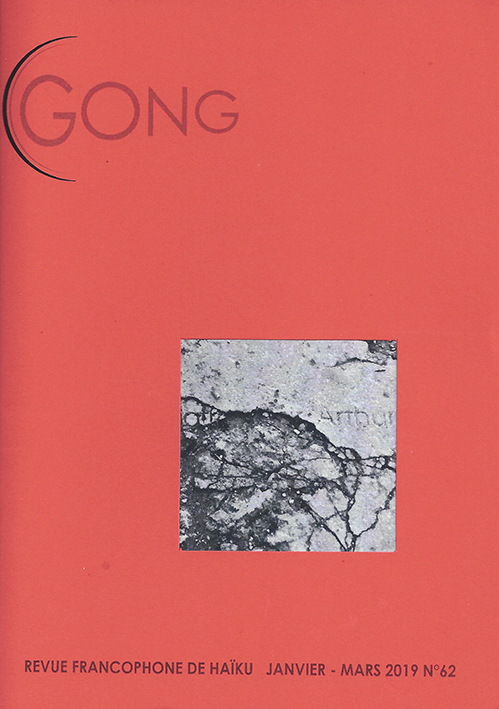 GONG
Arthur
REVUE FRANCOPHONE DE HAÏKU JANVIER - MARS 2019 N°62